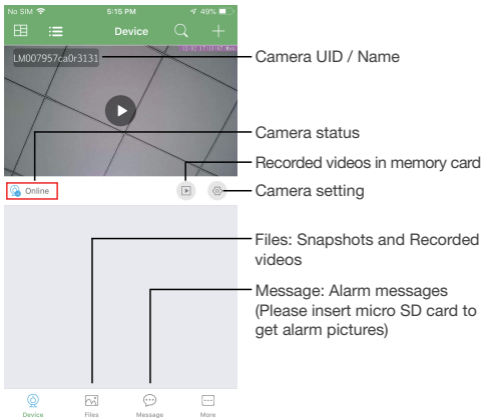 No SIM 5:15 PM 49%
Device
LM007957ca0r3131
Camera UID / Name
Camera status
Recorded videos in memory card
Online
Camera setting
Files: Snapshots and Recorded
videos
Message: Alarm messages
(Please insert micro SD card to
get alarm pictures)
Device Files Message More